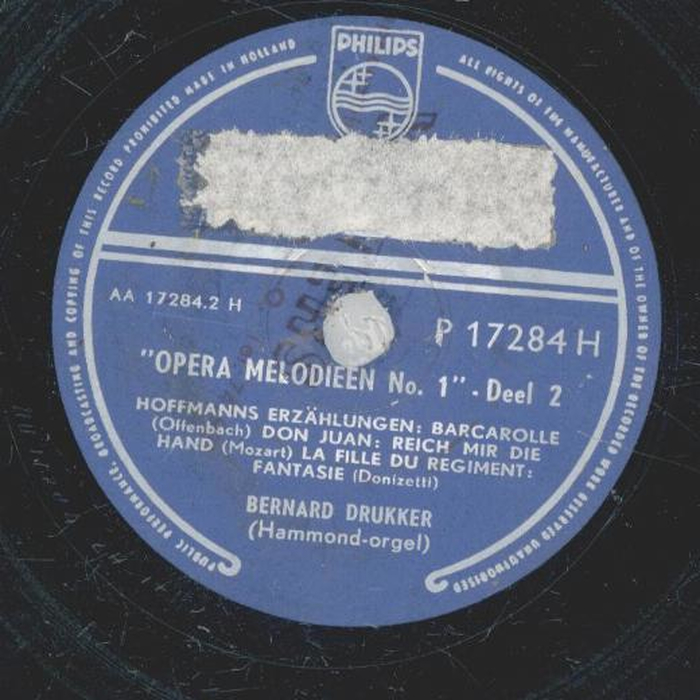 PHILIPS
PUBLIC PERFORMANCE, BROADCASTING AND COPYING OF THIS RECORD PROHIBITED MADE IN HOLLAND
ALL RIGHTS OF THE MANUFACTURER AND OF THE OWNER OF THE RECORDED WORK RESERVED UNAUTHORISED
AA 17284.2 H
P 17284 H
"OPERA MELODIEËN No. 1" - Deel 2
HOFFMANNS ERZÄHLUNGEN: BARCAROLLE
(Offenbach) DON JUAN: REICH MIR DIE
HAND (Mozart) LA FILLE DU REGIMENT:
FANTASIE (Donizetti)
BERNARD DRUKKER
(Hammond-orgel)